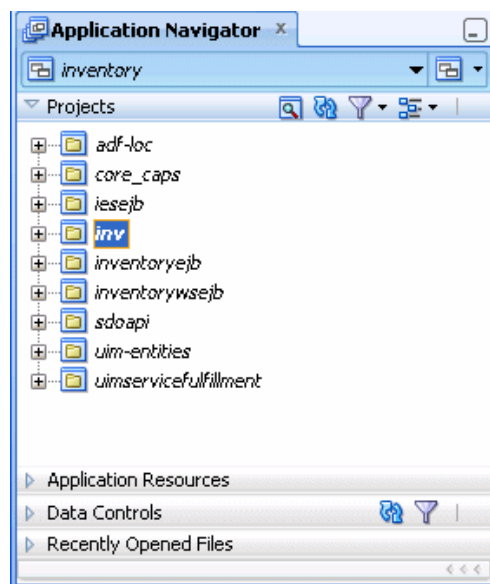 Application Navigator
inventory
Projects
adf-loc
core_caps
iesejb
inv
inventoryejb
inventorywsejb
sdoapi
uim-entities
uimservicefulfillment
Application Resources
Data Controls
Recently Opened Files